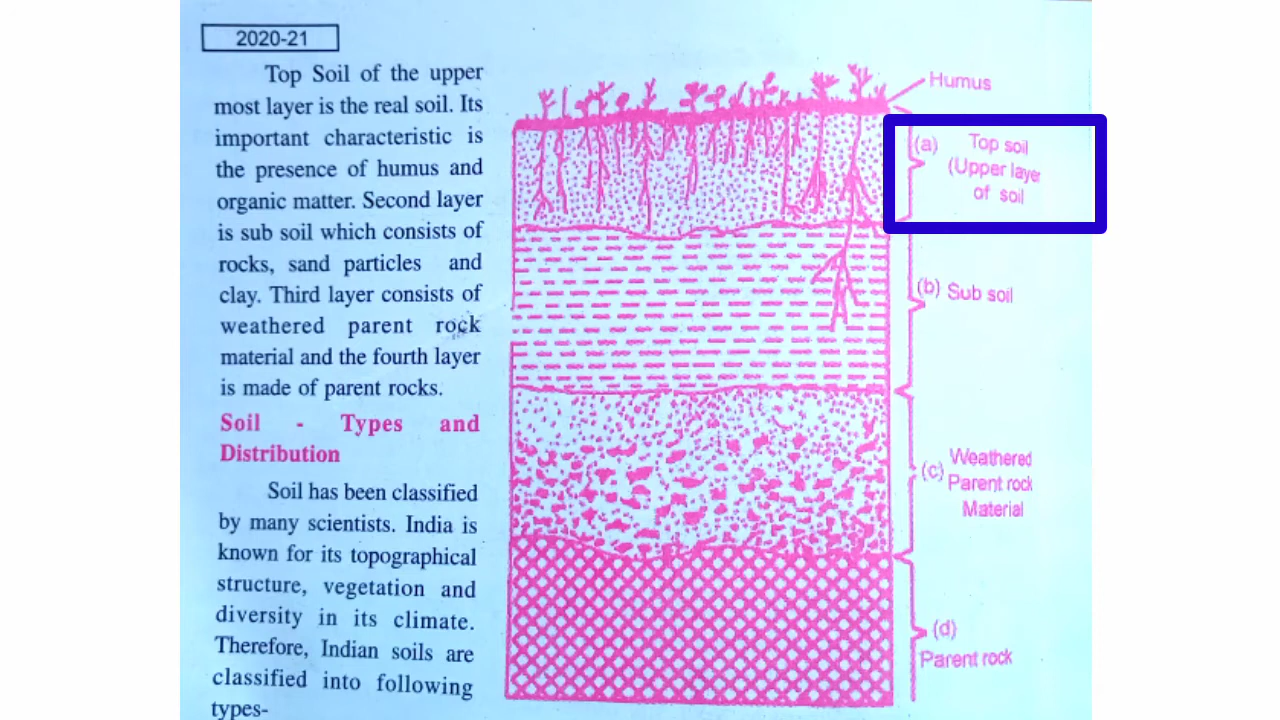 2020-21
Top Soil of the upper
most layer is the real soil. Its
important characteristic is
the presence of humus and
organic matter. Second layer
is sub soil which consists of
rocks, sand particles and
clay. Third layer consists of
weathered parent rock
material and the fourth layer
is made of parent rocks.
Soil - Types and
Distribution
Soil has been classified
by many scientists. India is
known for its topographical
structure, vegetation and
diversity in its climate.
Therefore, Indian soils are
classified into following
types-
Humus
(a) Top soil
(Upper layer
of soil
(b) Sub soil
(c) Weathered
Parent rock
Material
(d)
Parent rock